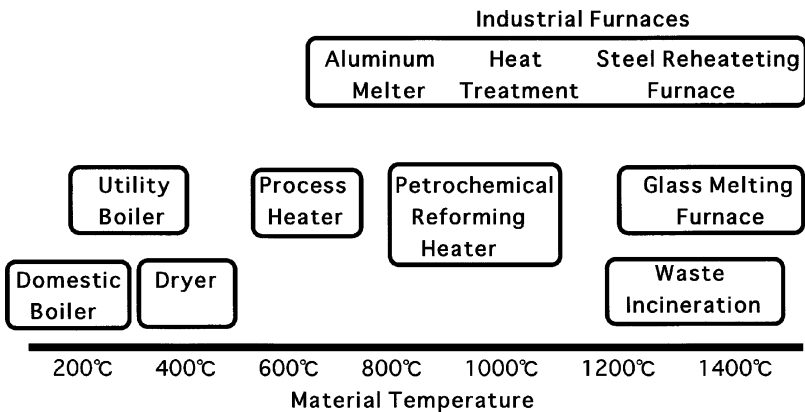 Industrial Furnaces
Aluminum Heat Steel Reheateting
Melter Treatment Furnace
Utility
Boiler
Process
Heater
Petrochemical
Reforming
Heater
Glass Melting
Furnace
Domestic
Boiler
Dryer
Waste
Incineration
200℃ 400℃ 600℃ 800℃ 1000℃ 1200℃ 1400℃
Material Temperature